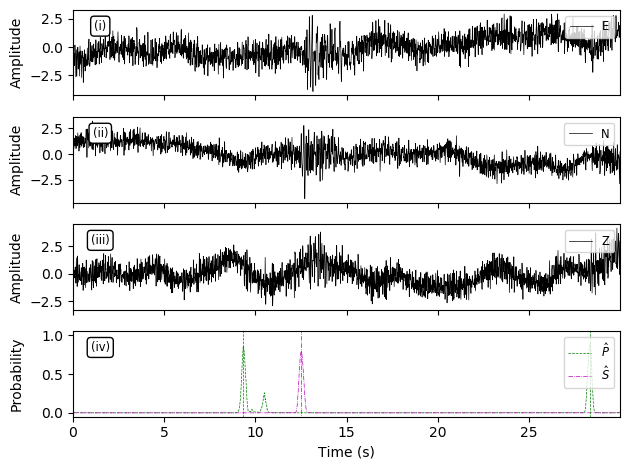 Amplitude
(i)
E
2.5
0.0
−2.5
Amplitude
(ii)
N
2.5
0.0
−2.5
Amplitude
(iii)
Z
2.5
0.0
−2.5
Probability
(iv)
P̂
Ŝ
1.0
0.5
0.0
0 5 10 15 20 25
Time (s)